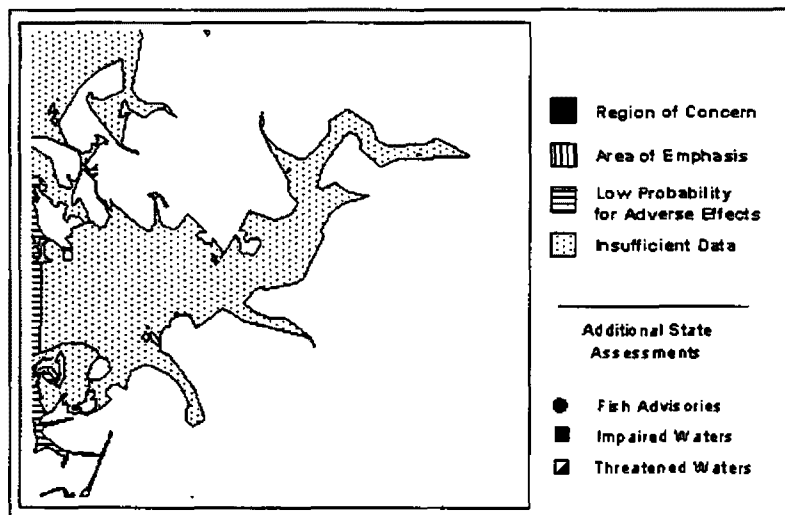 Region of Concern
Area of Emphasis
Low Probability
for Adverse Effects
Insufficient Data
Additional State
Assessments
Fish Advisories
Impaired Waters
Threatened Waters